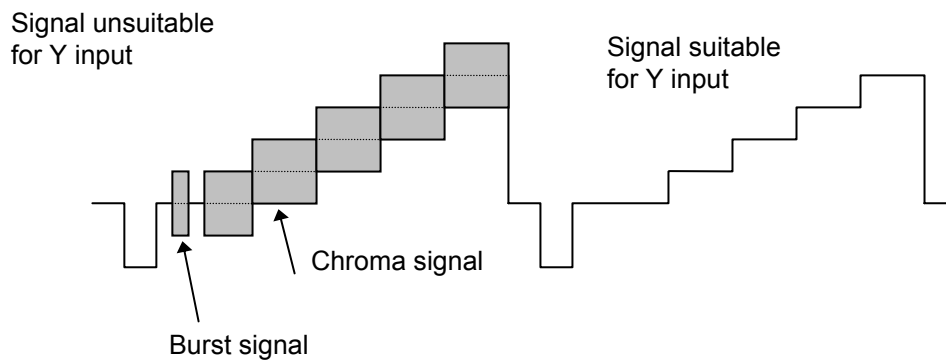 Signal unsuitable
for Y input
Signal suitable
for Y input
Chroma signal
Burst signal